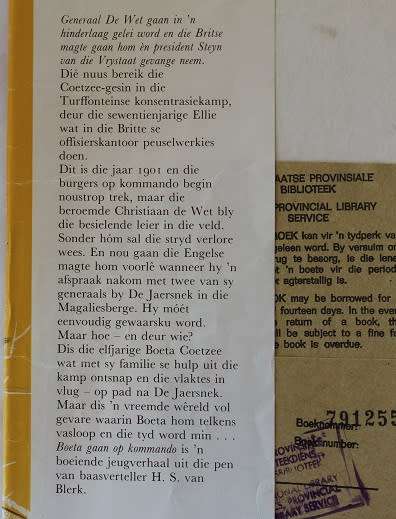 Generaal De Wet gaan in 'n
hinderlaag gelei word en die Britse
magte gaan hom èn president Steyn
van die Vrystaat gevange neem.
Dié nuus bereik die
Coetzee-gesin in die
Turffonteinse konsentrasiekamp,
deur die sewentienjarige Ellie
wat in die Britte se
offisierskantoor peuselwerkies
doen.
Dit is die jaar 1901 en die
burgers op kommando begin
noustrop trek, maar die
beroemde Christiaan de Wet bly
die besielende leier in die veld.
Sonder hóm sal die stryd verlore
wees. En nou gaan die Engelse
magte hom voorlê wanneer hy 'n
afspraak nakom met twee van sy
generaals by De Jaersnek in die
Magaliesberge. Hy móét
eenvoudig gewaarsku word.
Maar hoe – en deur wie?
Dis die elfjarige Boeta Coetzee
wat met sy familie se hulp uit die
kamp ontsnap en die vlaktes in
vlug – op pad na De Jaersnek.
Maar dis 'n vreemde wêreld vol
gevare waarin Boeta hom telkens
vasloop en die tyd word min . . .
Boeta gaan op kommando is 'n
boeiende jeugverhaal uit die pen
van baasverteller H. S. van
Blerk.
AATSE PROVINSIALE
BIBLIOTEEK
PROVINCIAL LIBRARY
SERVICE
BOEK kan vir 'n tydperk va
geleen word. By versuim o
rug te besorg, is die lene
t 'n boete vir die period
agterstallig is.
OK may be borrowed for
fourteen days. In the even
return of a book, th
ll be subject to a fine f
e book is overdue.
Boeknommer: 791255
Book number: